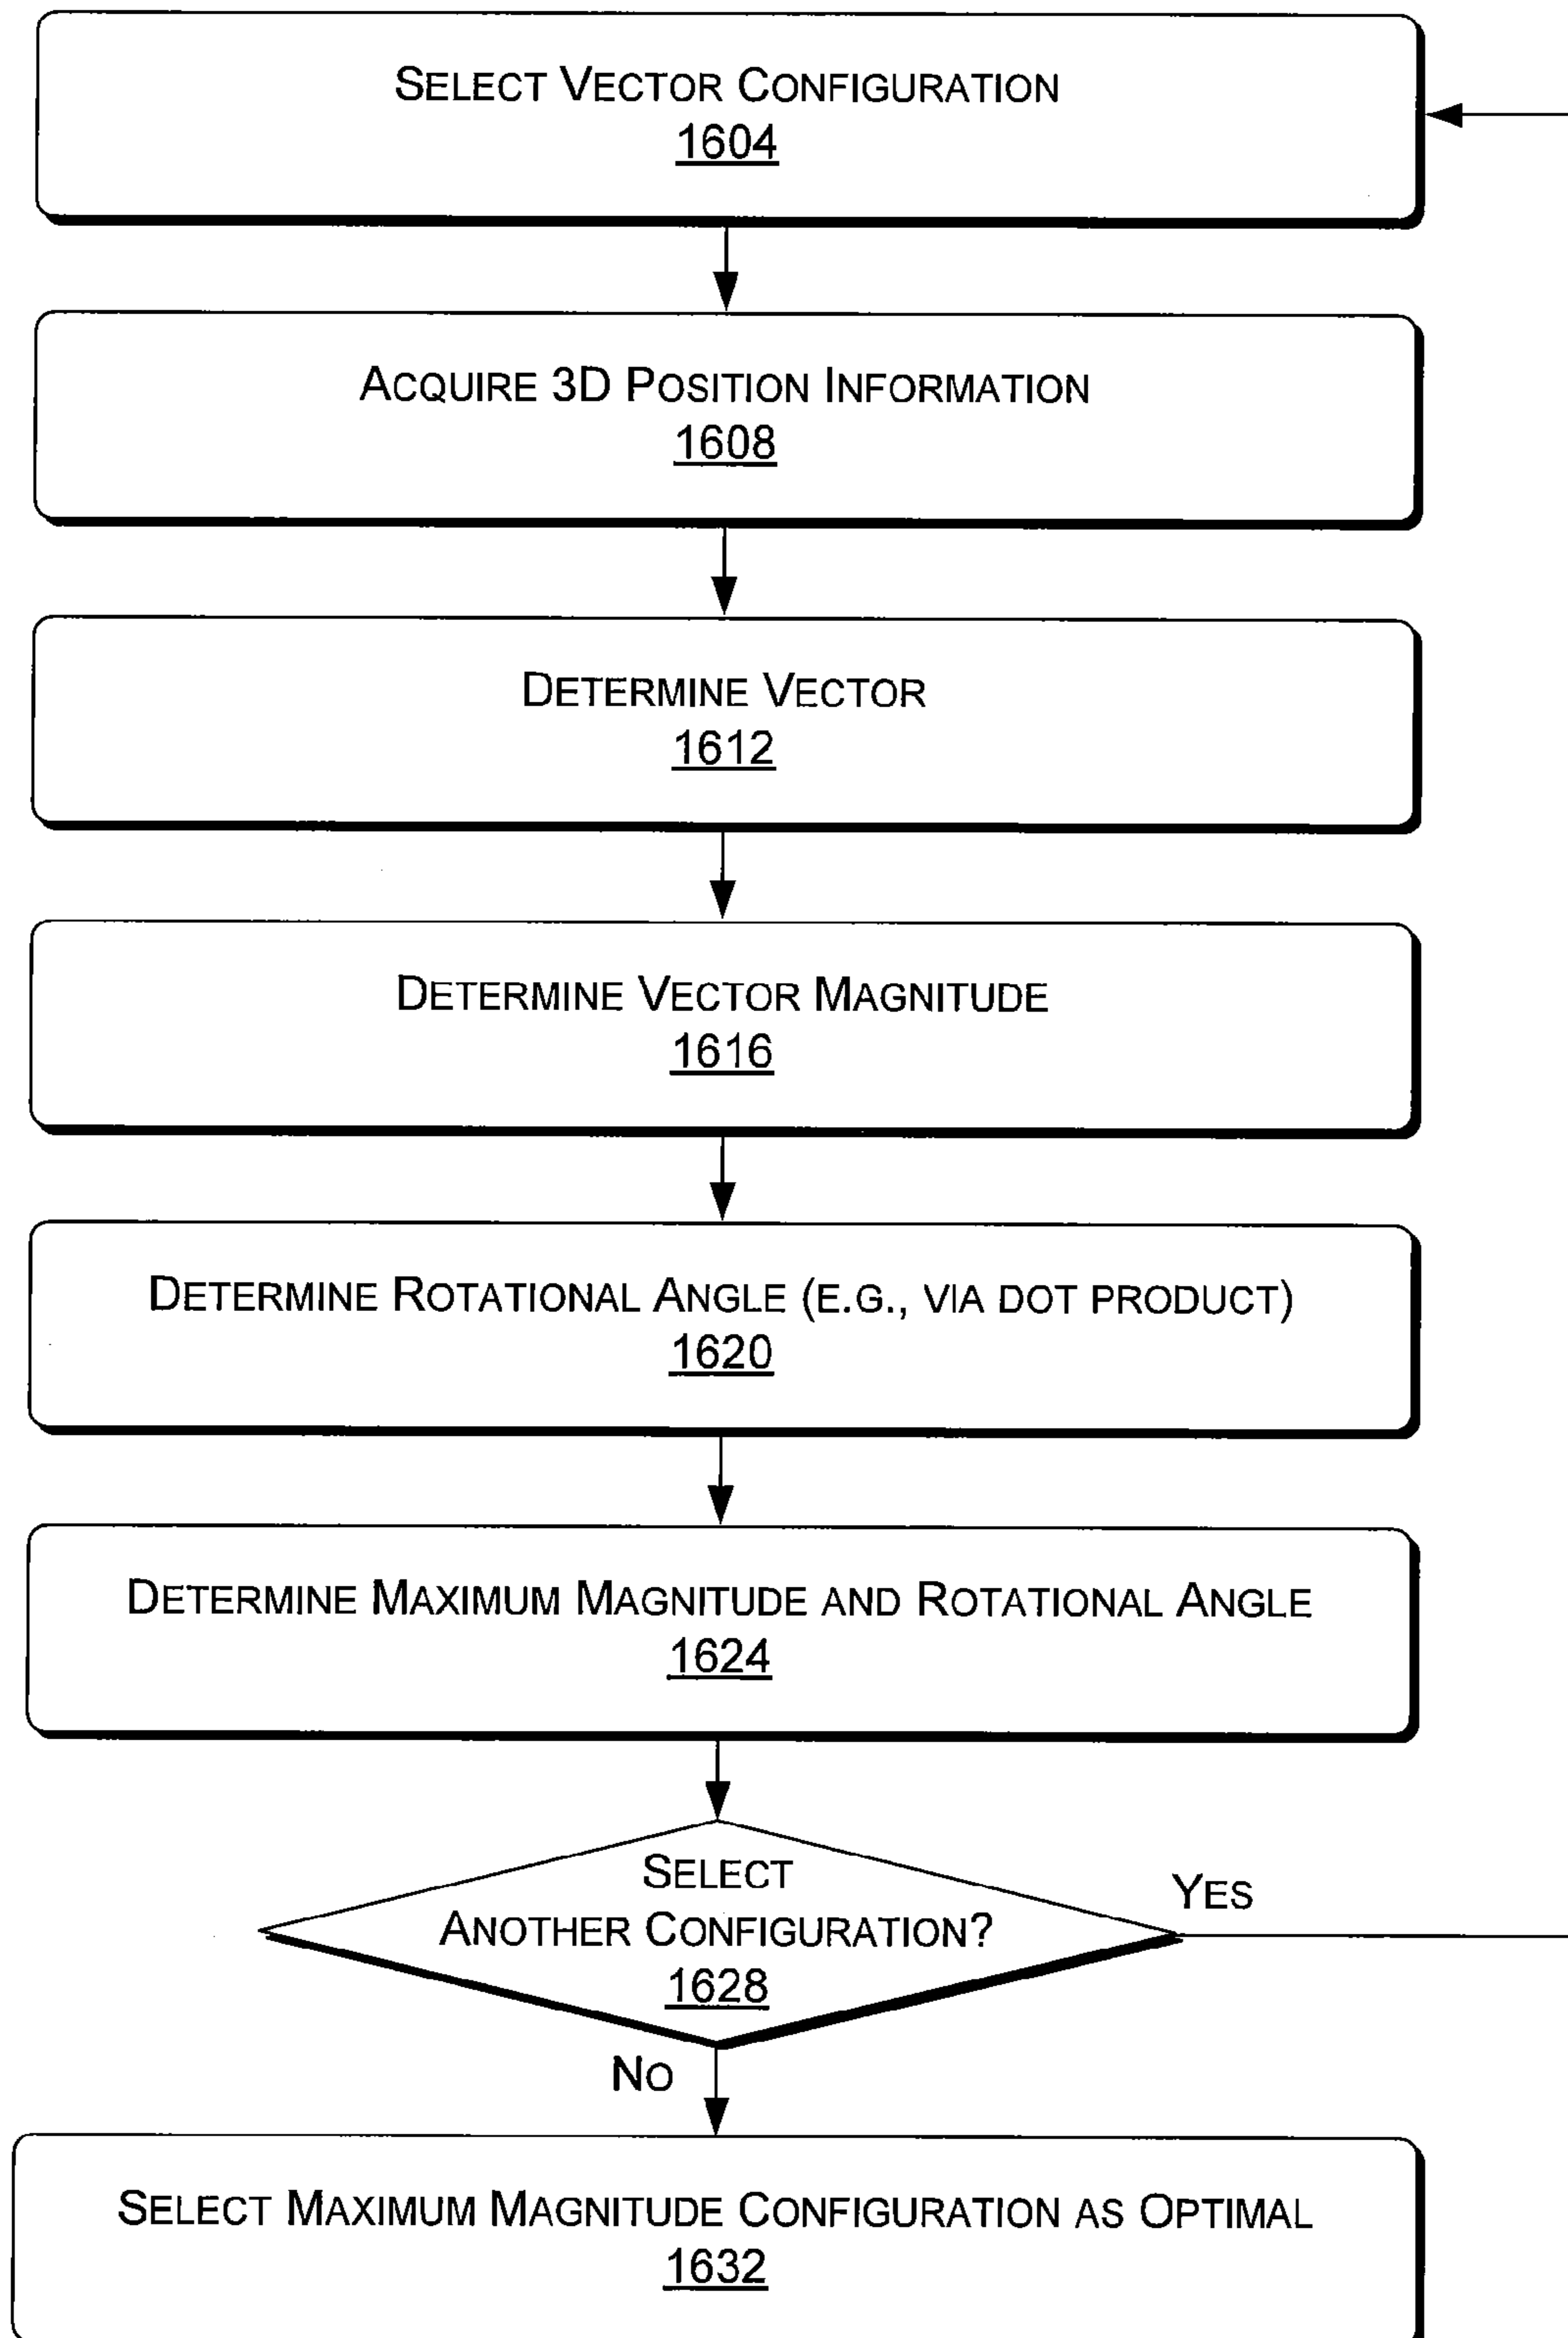 SELECT VECTOR CONFIGURATION
1604
ACQUIRE 3D POSITION INFORMATION
1608
DETERMINE VECTOR
1612
DETERMINE VECTOR MAGNITUDE
1616
DETERMINE ROTATIONAL ANGLE (E.G., VIA DOT PRODUCT)
1620
DETERMINE MAXIMUM MAGNITUDE AND ROTATIONAL ANGLE
1624
SELECT
ANOTHER CONFIGURATION?
1628
YES
NO
SELECT MAXIMUM MAGNITUDE CONFIGURATION AS OPTIMAL
1632